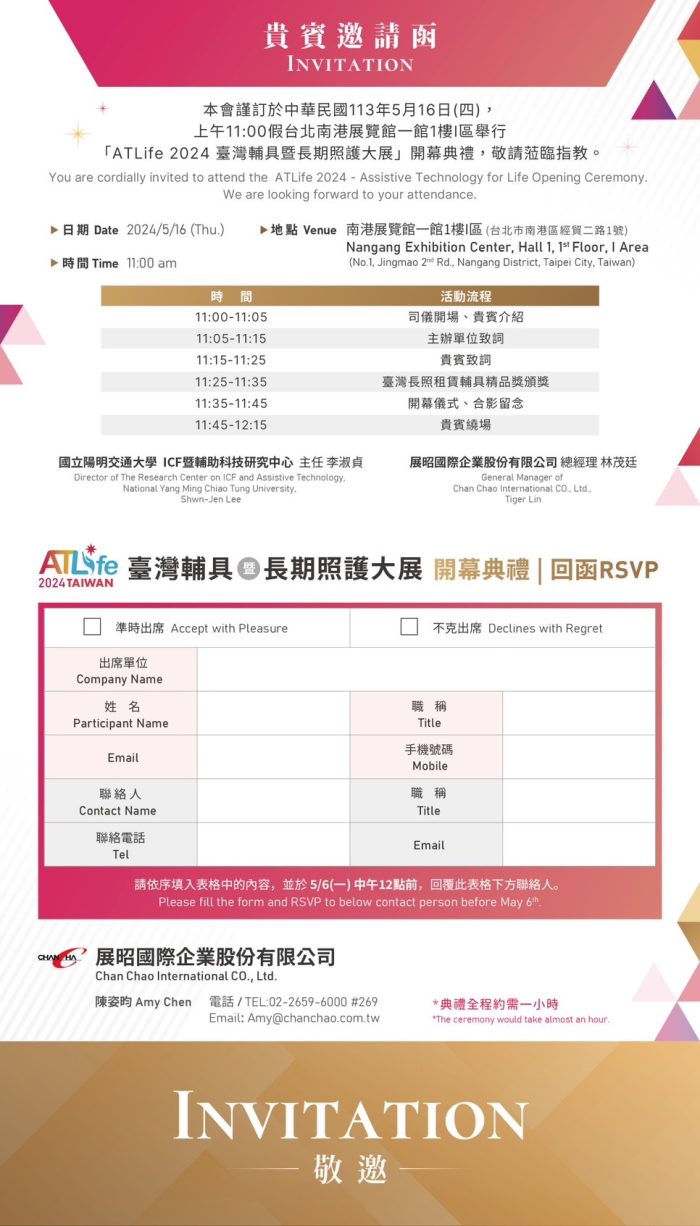 貴賓邀請函
INVITATION
本會謹訂於中華民國113年5月16日(四)，
上午11:00假台北南港展覽館一館1樓I區舉行
「ATLife 2024 臺灣輔具暨長期照護大展」開幕典禮，敬請蒞臨指教。
You are cordially invited to attend the ATLife 2024 - Assistive Technology for Life Opening Ceremony.
We are looking forward to your attendance.
▶日期 Date 2024/5/16 (Thu.)
▶地點 Venue 南港展覽館一館1樓I區 (台北市南港區經貿二路1號)
Nangang Exhibition Center, Hall 1, 1st Floor, I Area
(No.1, Jingmao 2nd Rd., Nangang District, Taipei City, Taiwan)
▶時間 Time 11:00 am
時 間 活動流程
11:00-11:05 司儀開場、貴賓介紹
11:05-11:15 主辦單位致詞
11:15-11:25 貴賓致詞
11:25-11:35 臺灣長照租賃輔具精品獎頒獎
11:35-11:45 開幕儀式、合影留念
11:45-12:15 貴賓繞場
國立陽明交通大學 ICF暨輔助科技研究中心 主任 李淑貞
Director of The Research Center on ICF and Assistive Technology,
National Yang Ming Chiao Tung University,
Shwn-Jen Lee
展昭國際企業股份有限公司 總經理 林茂廷
General Manager of
Chan Chao International CO., Ltd.,
Tiger Lin
ATLife
2024 TAIWAN
臺灣輔具暨長期照護大展 開幕典禮 | 回函RSVP
準時出席 Accept with Pleasure
不克出席 Declines with Regret
出席單位
Company Name
姓 名
Participant Name
職 稱
Title
Email
手機號碼
Mobile
聯絡人
Contact Name
職 稱
Title
聯絡電話
Tel
Email
請依序填入表格中的內容，並於 5/6(一) 中午12點前，回覆此表格下方聯絡人。
Please fill the form and RSVP to below contact person before May 6th.
CHAN CHAO
展昭國際企業股份有限公司
Chan Chao International CO., Ltd.
陳姿昀 Amy Chen 電話 / TEL:02-2659-6000 #269
Email: Amy@chanchao.com.tw
*典禮全程約需一小時
*The ceremony would take almost an hour.
INVITATION
敬邀